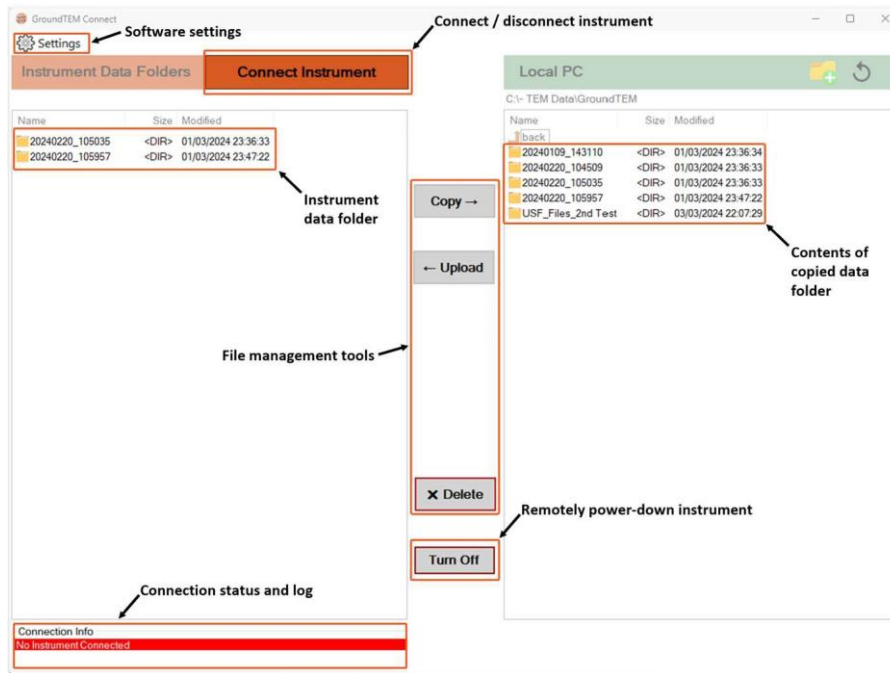 GroundTEM Connect
Software settings
Connect / disconnect instrument
Settings
Instrument Data Folders
Connect Instrument
Local PC
C:\- TEM Data\GroundTEM
Name Size Modified
20240220_105035 <DIR> 01/03/2024 23:36:33
20240220_105957 <DIR> 01/03/2024 23:47:22
Instrument
data folder
Name Size Modified
back
20240109_143110 <DIR> 01/03/2024 23:36:34
20240220_104509 <DIR> 01/03/2024 23:36:33
20240220_105035 <DIR> 01/03/2024 23:36:33
20240220_105957 <DIR> 01/03/2024 23:47:22
USF_Files_2nd Test <DIR> 03/03/2024 22:07:29
Contents of
copied data
folder
Copy →
← Upload
File management tools
X Delete
Remotely power-down instrument
Turn Off
Connection status and log
Connection Info
No Instrument Connected